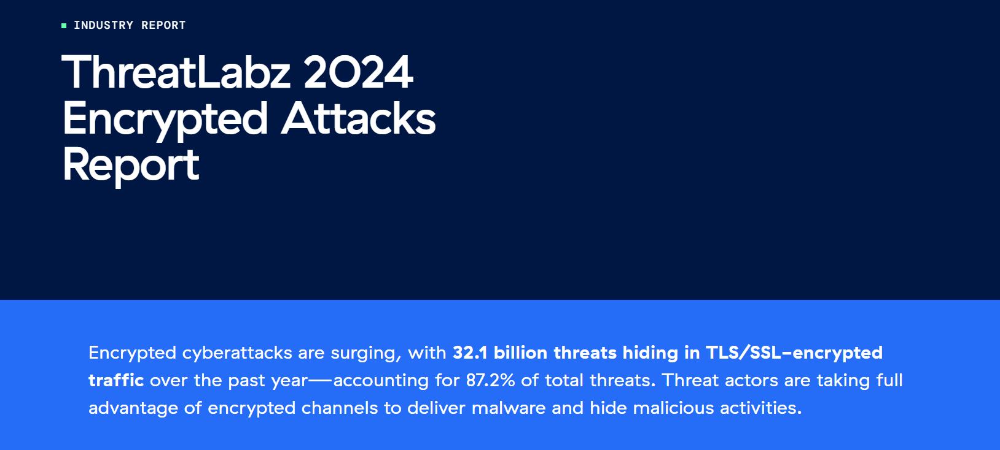 INDUSTRY REPORT
ThreatLabz 2024
Encrypted Attacks
Report
Encrypted cyberattacks are surging, with 32.1 billion threats hiding in TLS/SSL-encrypted
traffic over the past year—accounting for 87.2% of total threats. Threat actors are taking full
advantage of encrypted channels to deliver malware and hide malicious activities.